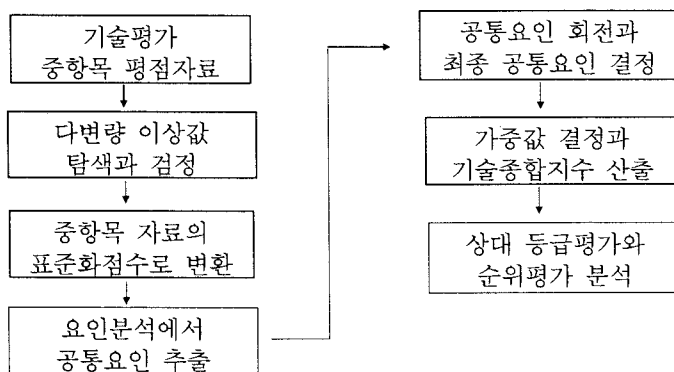 기술평가
중항목 평점자료
다변량 이상값
탐색과 검정
중항목 자료의
표준화점수로 변환
요인분석에서
공통요인 추출
공통요인 회전과
최종 공통요인 결정
가중값 결정과
기술종합지수 산출
상대 등급평가와
순위평가 분석